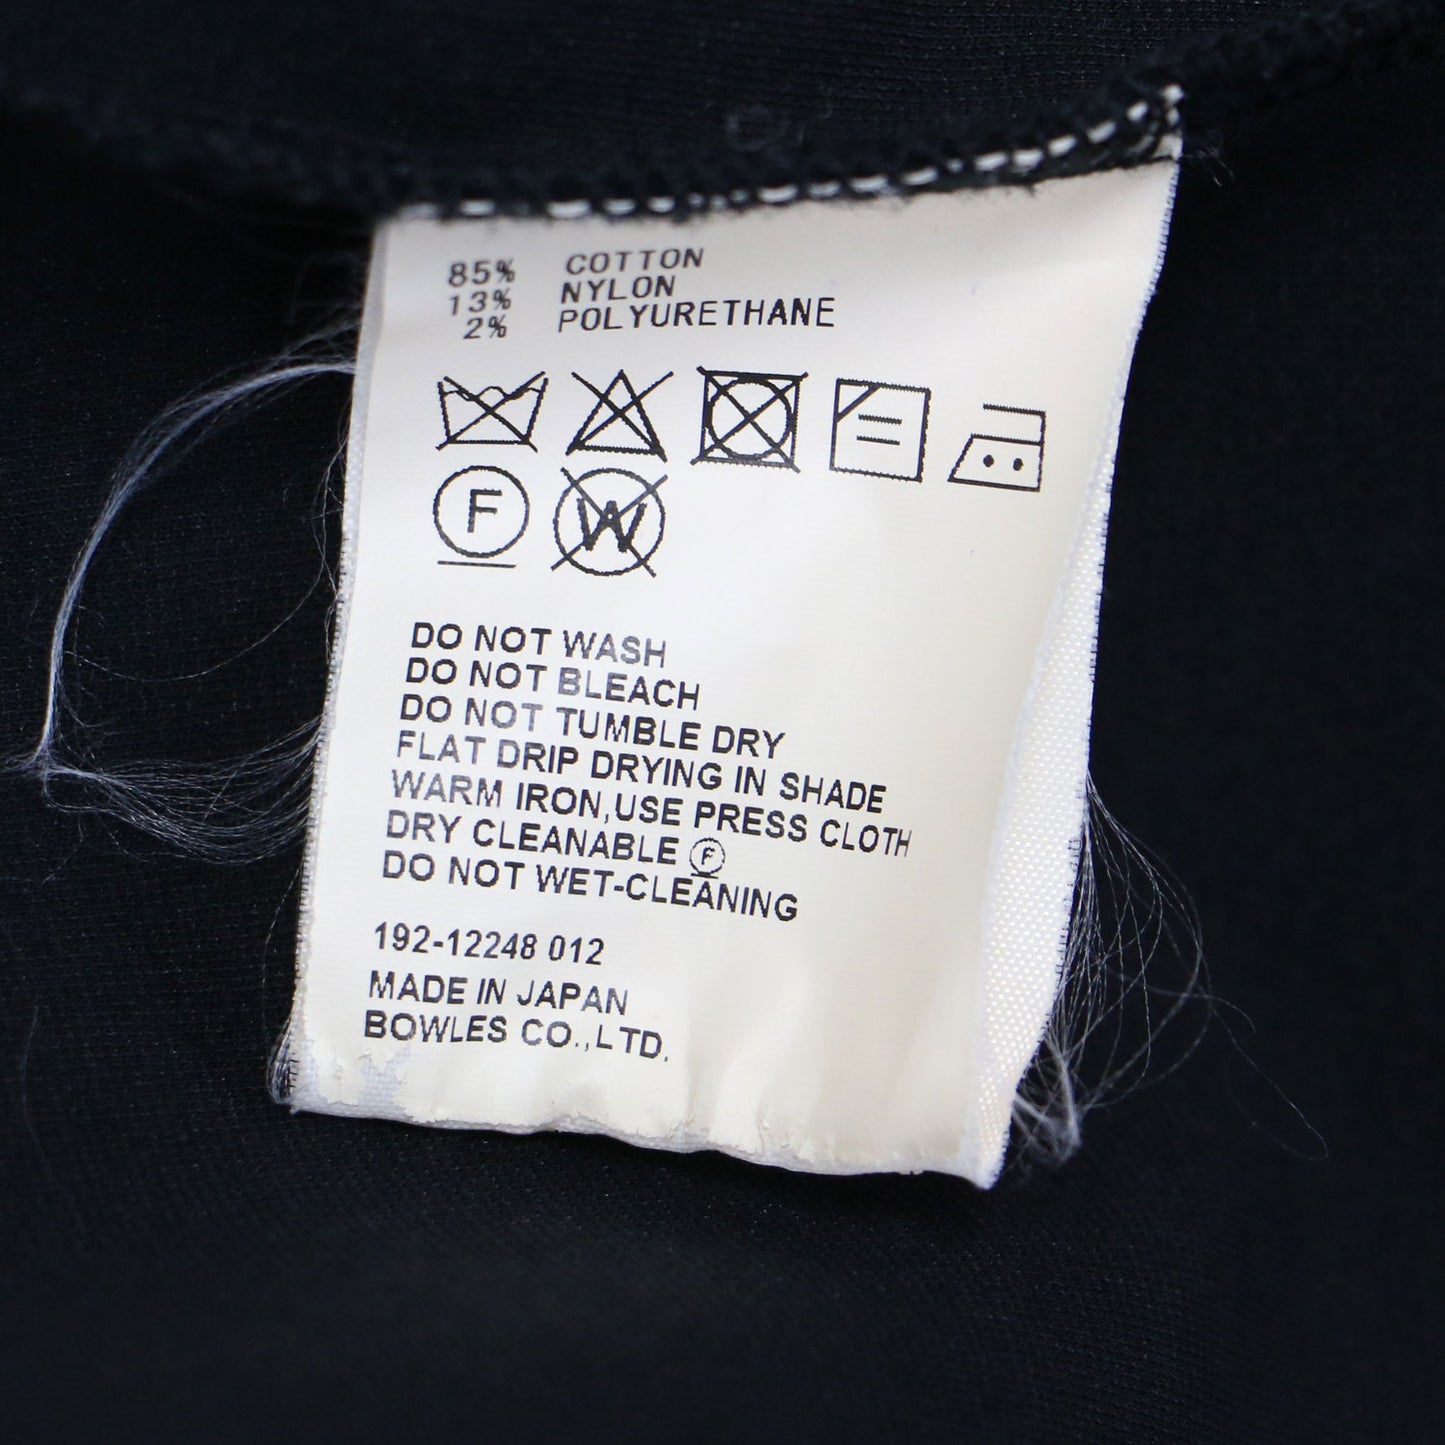 85% COTTON
13% NYLON
2% POLYURETHANE
F W
DO NOT WASH
DO NOT BLEACH
DO NOT TUMBLE DRY
FLAT DRIP DRYING IN SHADE
WARM IRON,USE PRESS CLOTH
DRY CLEANABLE Ⓕ
DO NOT WET-CLEANING
192-12248 012
MADE IN JAPAN
BOWLES CO.,LTD.